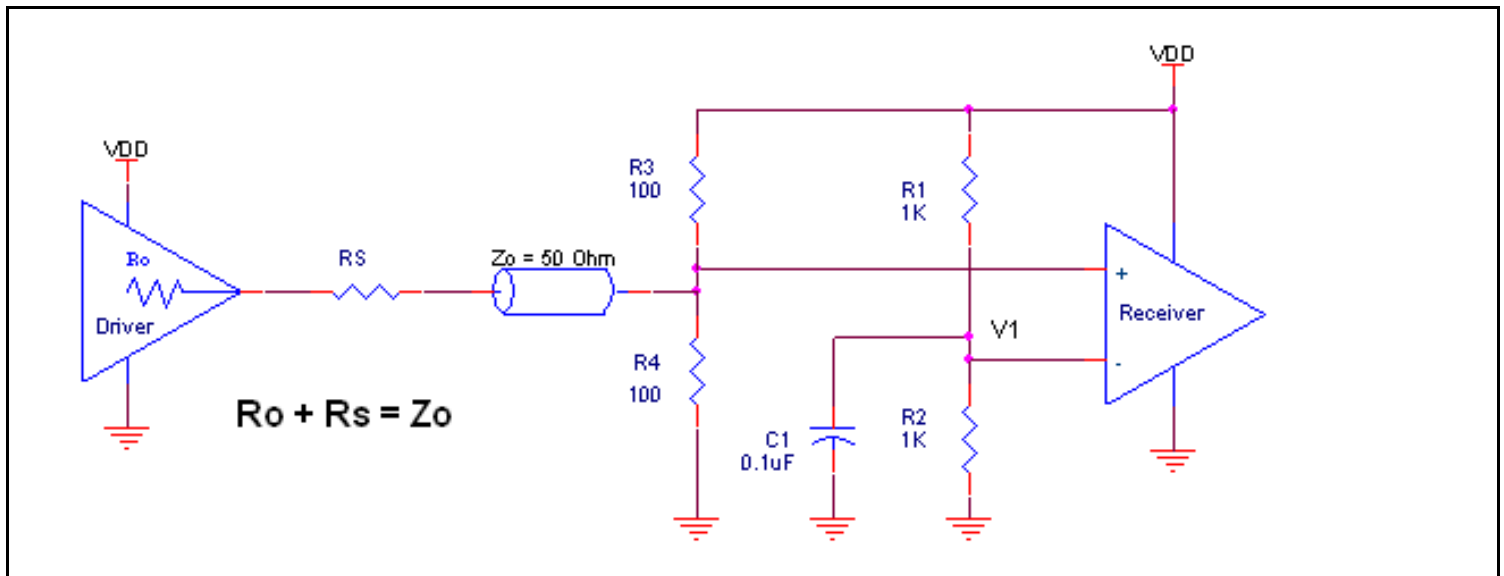 VDD
VDD
R3
100
R1
1K
Ro
RS
Zo = 50 Ohm
+
Driver
Receiver
V1
-
R4
100
Ro + Rs = Zo
C1
0.1uF
R2
1K